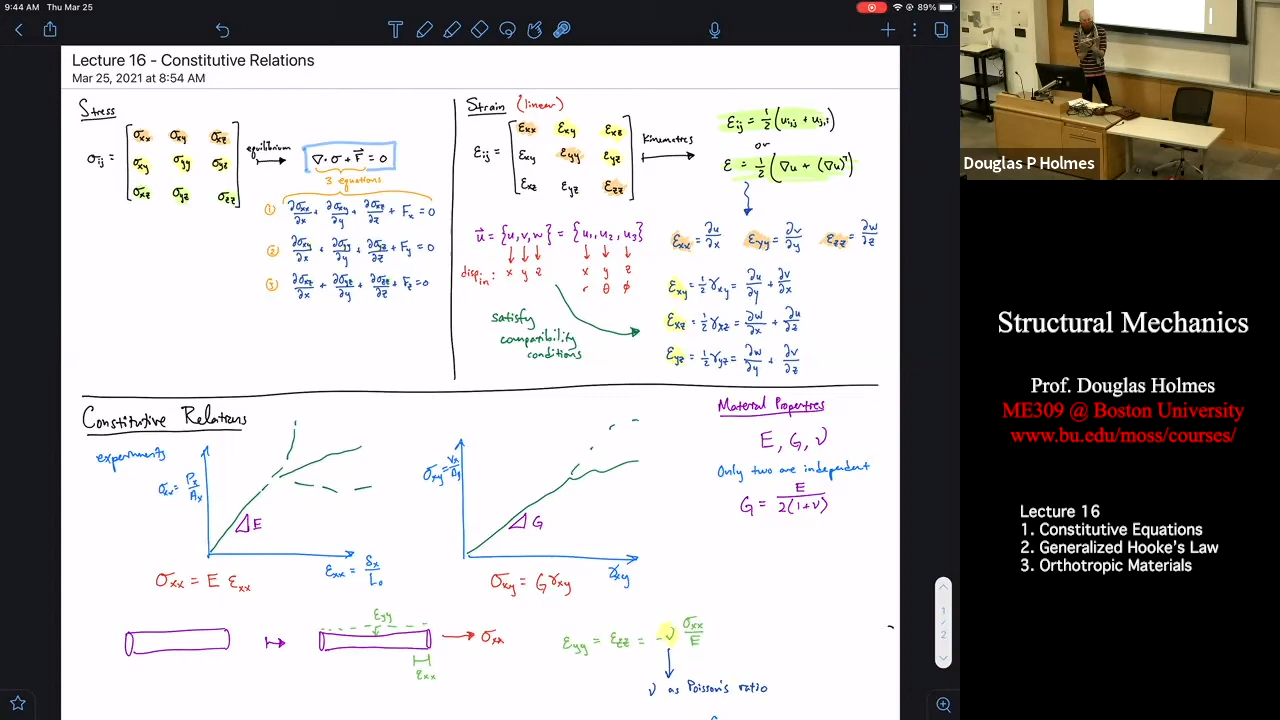 9:44 AM Thu Mar 25
89%
Lecture 16 - Constitutive Relations
Mar 25, 2021 at 8:54 AM
Stress
σij = [σxx σxy σxz
σxy σyy σyz
σxz σyz σzz]
equilibrium
∇·σ + F⃗ = 0
3 equations
① ∂σxx/∂x + ∂σxy/∂y + ∂σxz/∂z + Fx = 0
② ∂σxy/∂x + ∂σyy/∂y + ∂σyz/∂z + Fy = 0
③ ∂σxz/∂x + ∂σyz/∂y + ∂σzz/∂z + Fz = 0
Strain (linear)
εij = [εxx εxy εxz
εxy εyy εyz
εxz εyz εzz]
Kinematics
εij = 1/2 (ui,j + uj,i)
or
ε = 1/2 (∇u + (∇u)ᵀ)
u⃗ = {u, v, w} = {u1, u2, u3}
disp. in: x y z x y z
r θ φ
satisfy
compatibility
conditions
εxx = ∂u/∂x εyy = ∂v/∂y εzz = ∂w/∂z
εxy = 1/2 γxy = ∂u/∂y + ∂v/∂x
εxz = 1/2 γxz = ∂w/∂x + ∂u/∂z
εyz = 1/2 γyz = ∂w/∂y + ∂v/∂z
Constitutive Relations
experiments
σxx = Px/Ax
E
εxx = δx/L0
σxx = E εxx
G
γxy
σxy = G γxy
Material Properties
E, G, ν
Only two are independent
G = E/2(1+ν)
εyy
σxx
εxx
εyy = εzz = -ν σxx/E
ν as Poisson's ratio
1
/
2
Douglas P Holmes
Structural Mechanics
Prof. Douglas Holmes
ME309 @ Boston University
www.bu.edu/moss/courses/
Lecture 16
1. Constitutive Equations
2. Generalized Hooke's Law
3. Orthotropic Materials